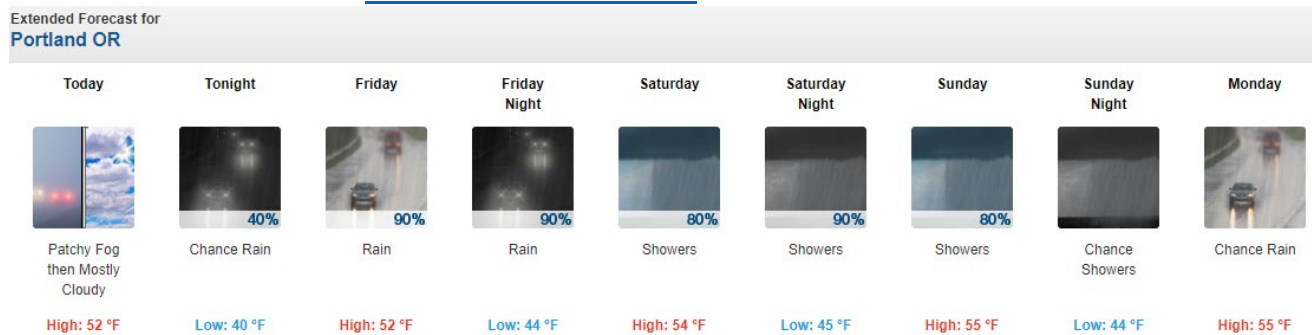 Extended Forecast for
Portland OR
Today
Tonight
Friday
Friday
Night
Saturday
Saturday
Night
Sunday
Sunday
Night
Monday
40%
90%
90%
80%
90%
80%
Patchy Fog
then Mostly
Cloudy
Chance Rain
Rain
Rain
Showers
Showers
Showers
Chance
Showers
Chance Rain
High: 52 °F
Low: 40 °F
High: 52 °F
Low: 44 °F
High: 54 °F
Low: 45 °F
High: 55 °F
Low: 44 °F
High: 55 °F